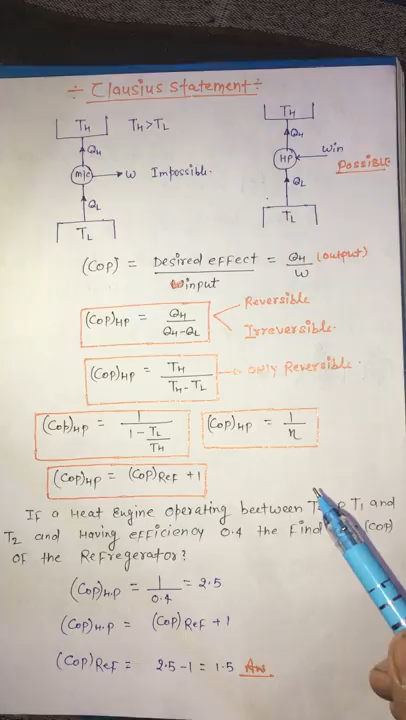 ÷ Clausius Statement ÷
TH
TH > TL
QH
M/C
W Impossible.
QL
TL
TH
QH
HP
Win
Possible
QL
TL
(COP) = Desired effect / Winput = QH / W (output)
(COP)HP = QH / QH-QL
Reversible
Irreversible.
(COP)HP = TH / TH-TL
only Reversible.
(COP)HP = 1 / 1-TL/TH
(COP)HP = 1 / η
(COP)HP = (COP)Ref + 1
If a Heat Engine operating beetween T1 and
T2 and Having efficiency 0.4 the find (COP)
of the Refregerator?
(COP)H.P = 1 / 0.4 = 2.5
(COP)H.P = (COP)Ref + 1
(COP)Ref = 2.5-1 = 1.5 Ans